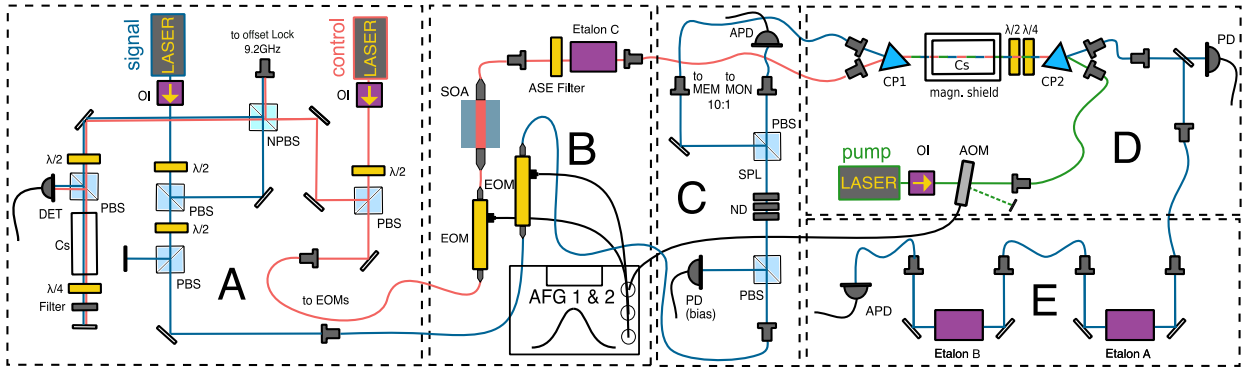 signal
LASER
OI
to offset Lock
9.2GHz
control
LASER
OI
NPBS
λ/2
λ/2
λ/2
DET
PBS
PBS
PBS
λ/2
Cs
PBS
λ/4
Filter
A
to EOMs
SOA
ASE Filter
Etalon C
B
EOM
EOM
AFG 1 & 2
APD
to
MEM
to
MON
10:1
PBS
SPL
C
ND
PD
(bias)
PBS
CP1
Cs
magn. shield
λ/2
λ/4
CP2
PD
D
pump
LASER
OI
AOM
E
APD
Etalon B
Etalon A